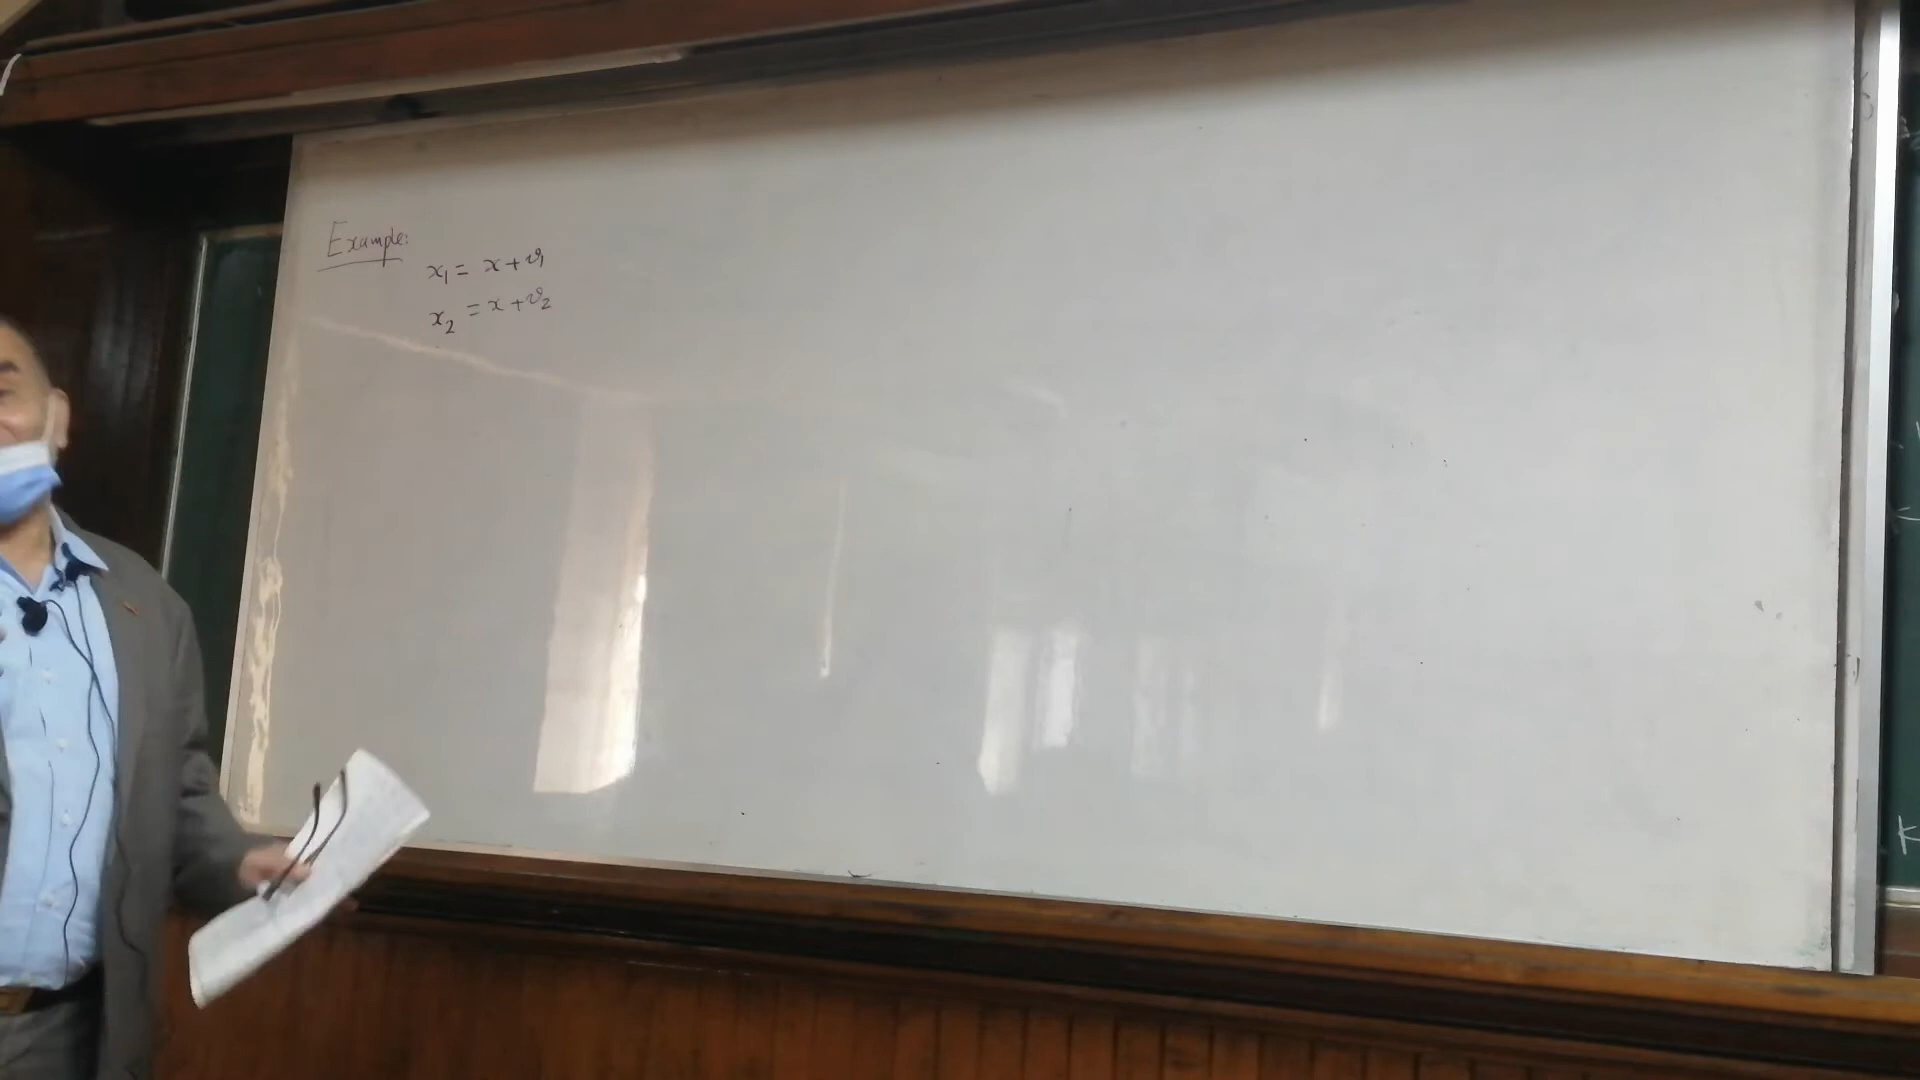 Example:
x₁ = x + v₁
x₂ = x + v₂
K